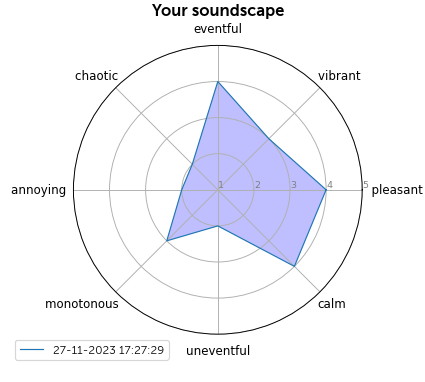 Your soundscape
eventful
chaotic
vibrant
annoying
1 2 3 4 5
pleasant
monotonous
calm
uneventful
27-11-2023 17:27:29